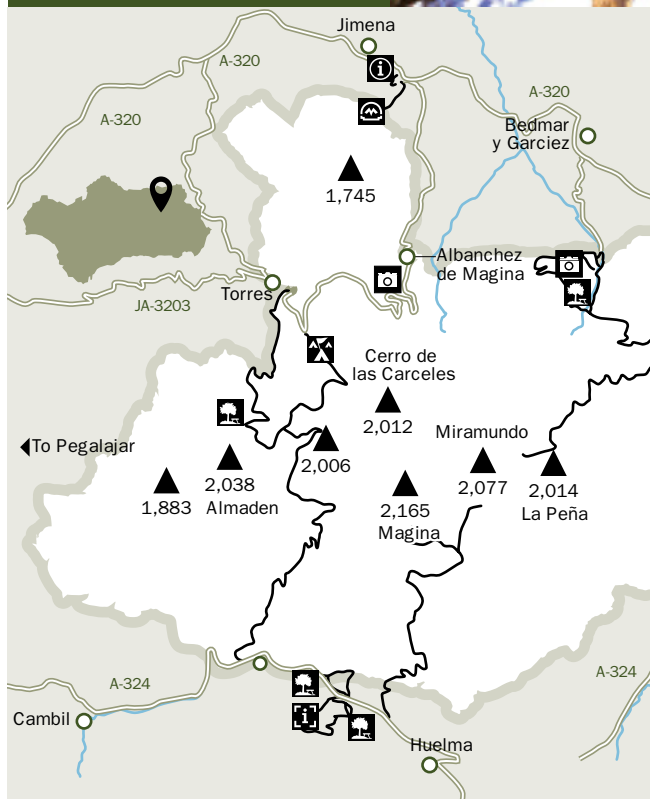 Jimena
A-320
A-320
A-320
Bedmar
y Garciez
1,745
Albanchez
de Magina
Torres
JA-3203
Cerro de
las Carceles
2,012
Miramundo
To Pegalajar
2,006
2,038
Almaden
1,883
2,077
2,014
La Peña
2,165
Magina
A-324
A-324
Cambil
Huelma